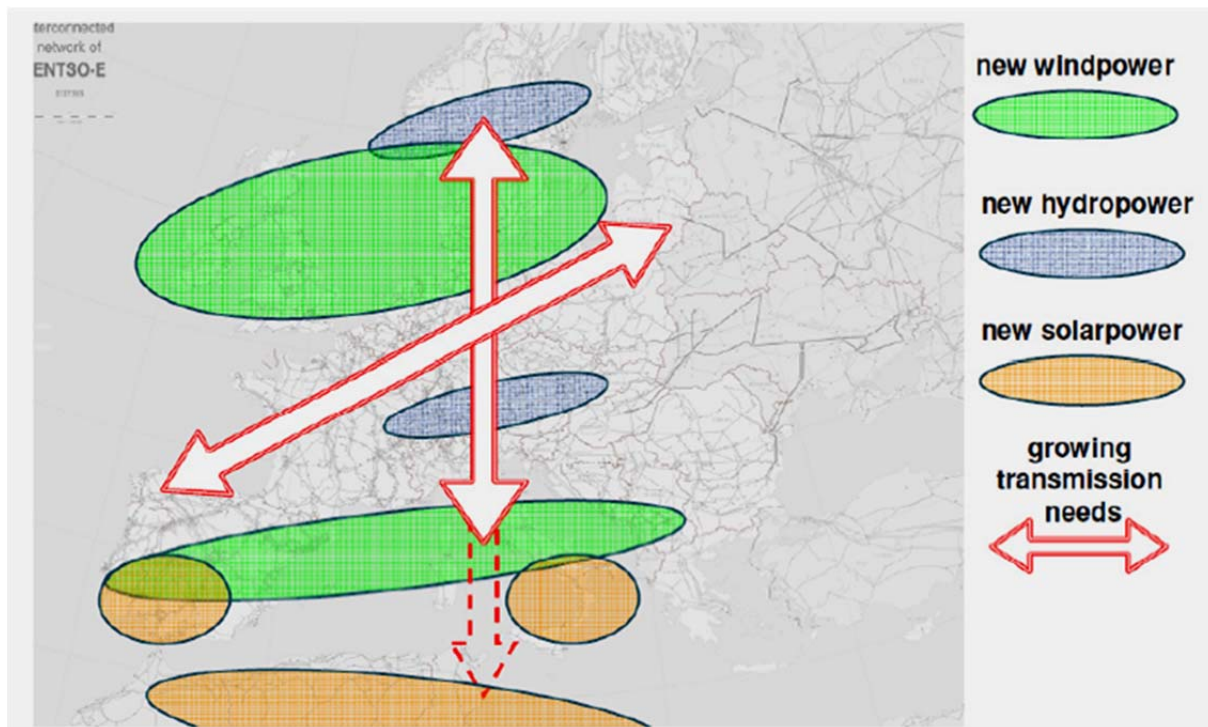 terconnected
network of
ENTSO-E
new windpower
new hydropower
new solarpower
growing
transmission
needs